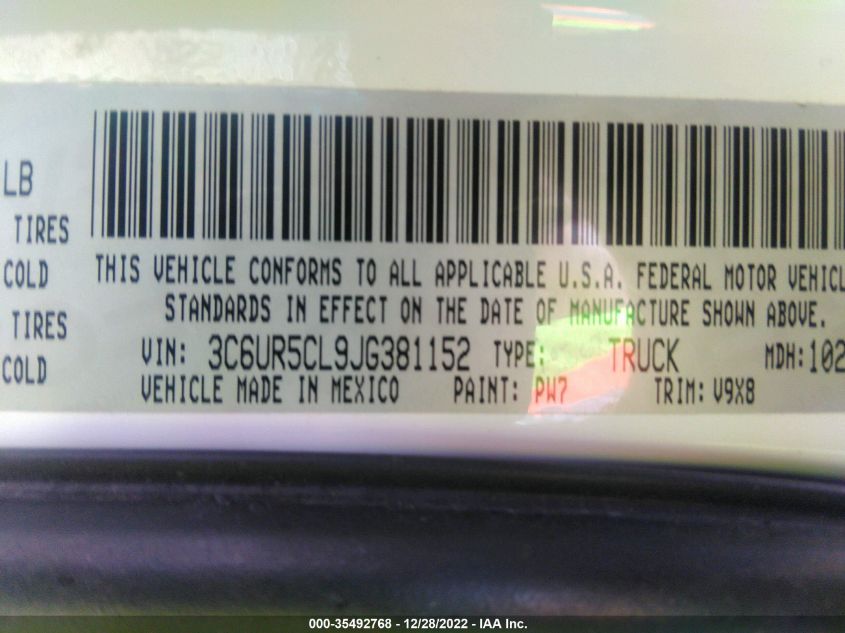 LB
TIRES
COLD
TIRES
COLD
THIS VEHICLE CONFORMS TO ALL APPLICABLE U.S.A. FEDERAL MOTOR VEHICL
STANDARDS IN EFFECT ON THE DATE OF MANUFACTURE SHOWN ABOVE.
VIN: 3C6UR5CL9JG381152 TYPE: TRUCK MDH:102
VEHICLE MADE IN MEXICO PAINT: PW7 TRIM: V9X8
000-35492768 - 12/28/2022 - IAA Inc.